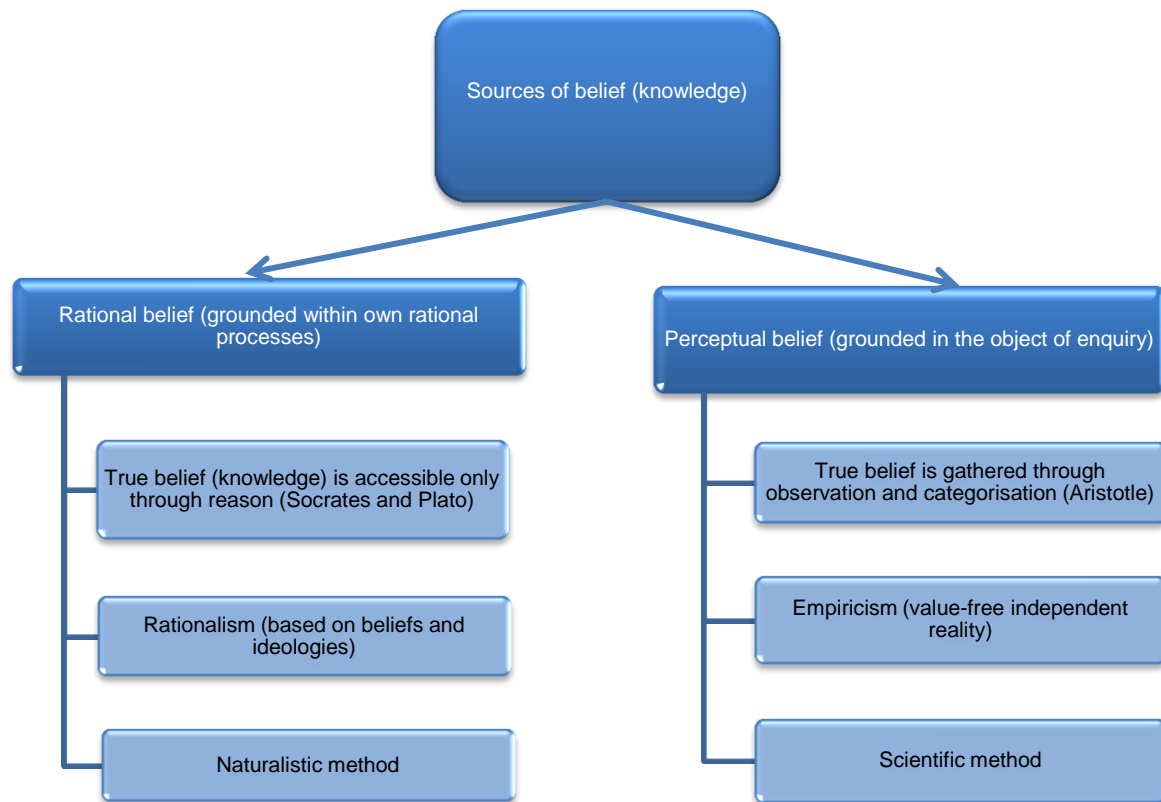 Sources of belief (knowledge)
Rational belief (grounded within own rational
processes)
True belief (knowledge) is accessible only
through reason (Socrates and Plato)
Rationalism (based on beliefs and
ideologies)
Naturalistic method
Perceptual belief (grounded in the object of enquiry)
True belief is gathered through
observation and categorisation (Aristotle)
Empiricism (value-free independent
reality)
Scientific method